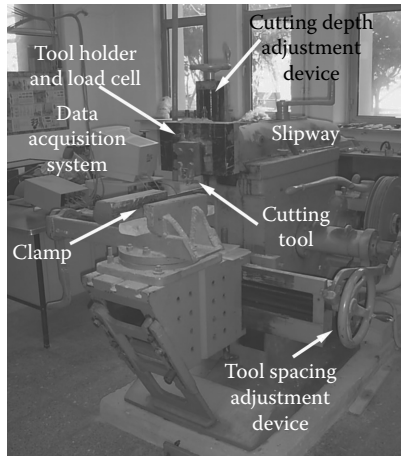 Cutting depth
adjustment
device
Tool holder
and load cell
Data
acquisition
system
Slipway
Cutting
tool
Clamp
Tool spacing
adjustment
device